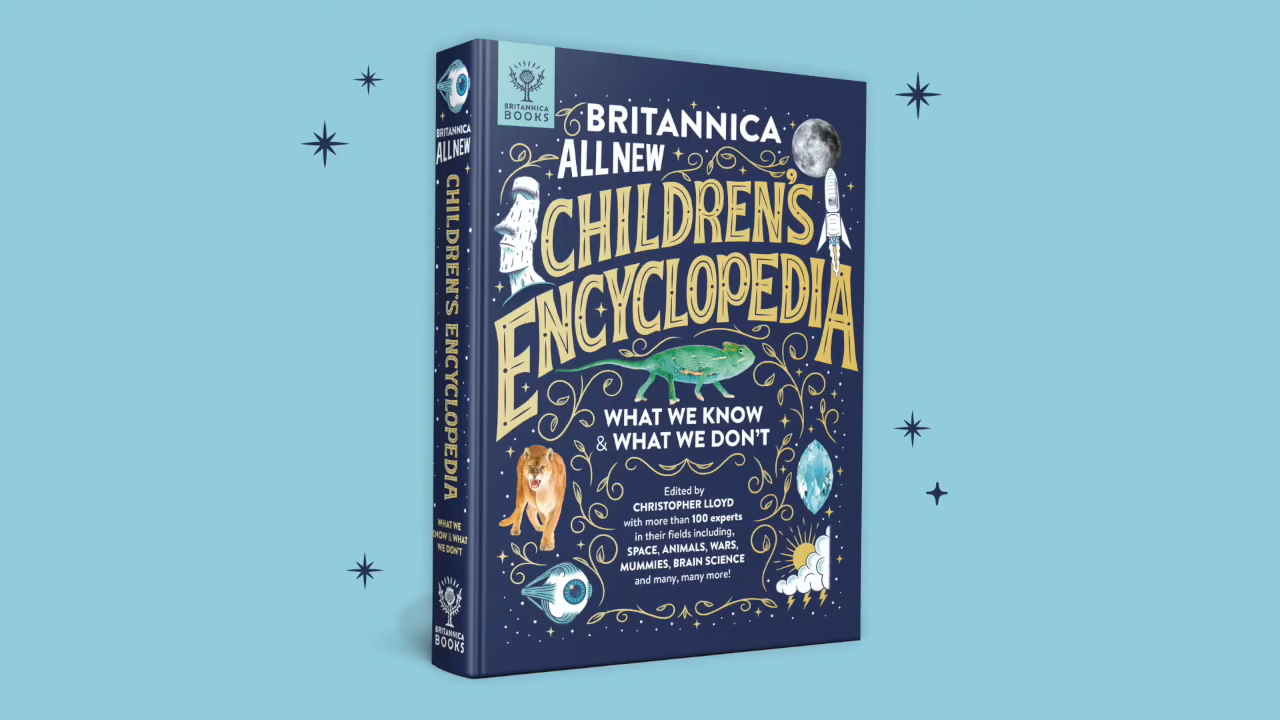 BRITANNICA
ALL NEW
CHILDREN'S ENCYCLOPEDIA
WHAT WE
KNOW & WHAT
WE DON'T
BRITANNICA
BOOKS
BRITANNICA
BOOKS
BRITANNICA
ALL NEW
CHILDREN'S
ENCYCLOPEDIA
WHAT WE KNOW
& WHAT WE DON'T
Edited by
CHRISTOPHER LLOYD
with more than 100 experts
in their fields including,
SPACE, ANIMALS, WARS,
MUMMIES, BRAIN SCIENCE
and many, many more!